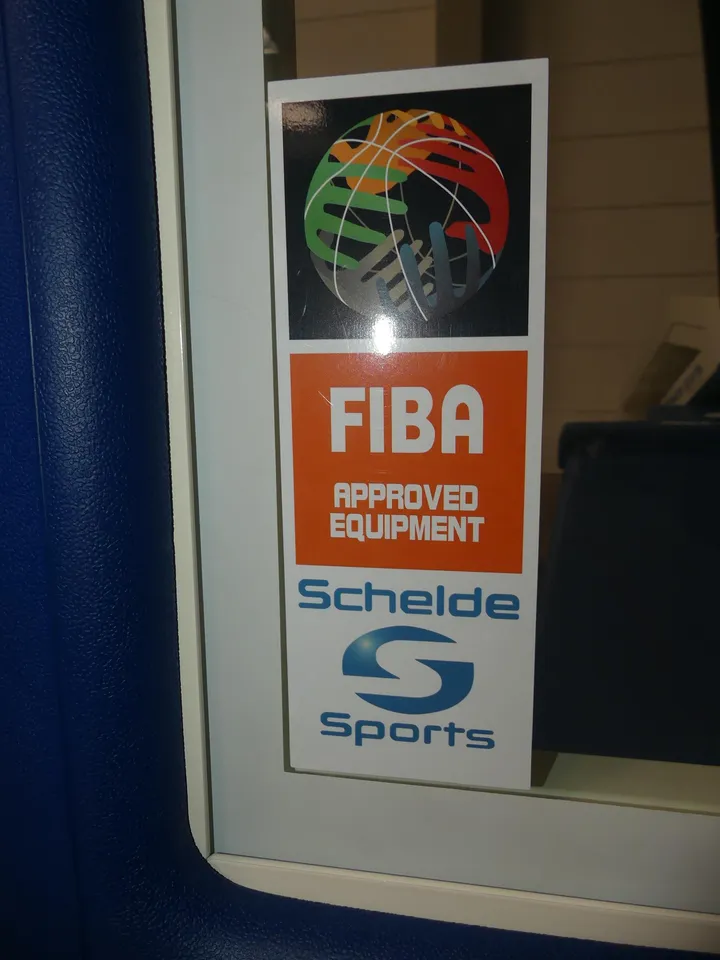 FIBA
APPROVED
EQUIPMENT
Schelde
Sports